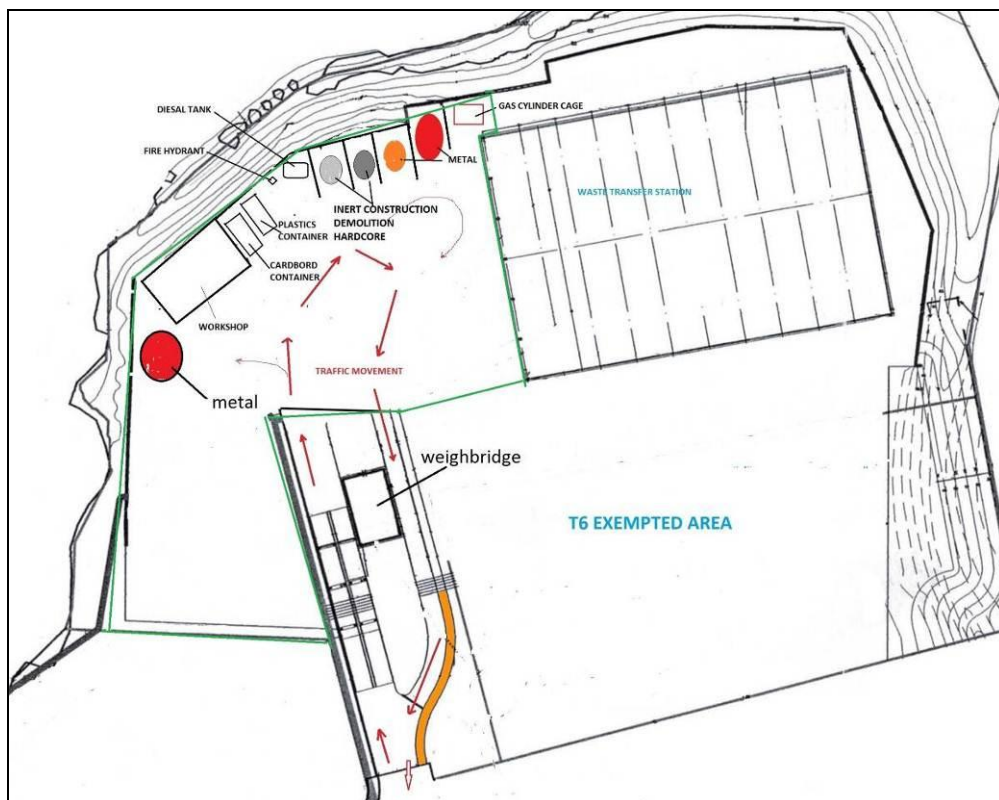 DIESAL TANK
GAS CYLINDER CAGE
FIRE HYDRANT
METAL
WASTE TRANSFER STATION
INERT CONSTRUCTION
DEMOLITION
HARDCORE
PLASTICS
CONTAINER
CARDBORD
CONTAINER
WORKSHOP
TRAFFIC MOVEMENT
metal
weighbridge
T6 EXEMPTED AREA